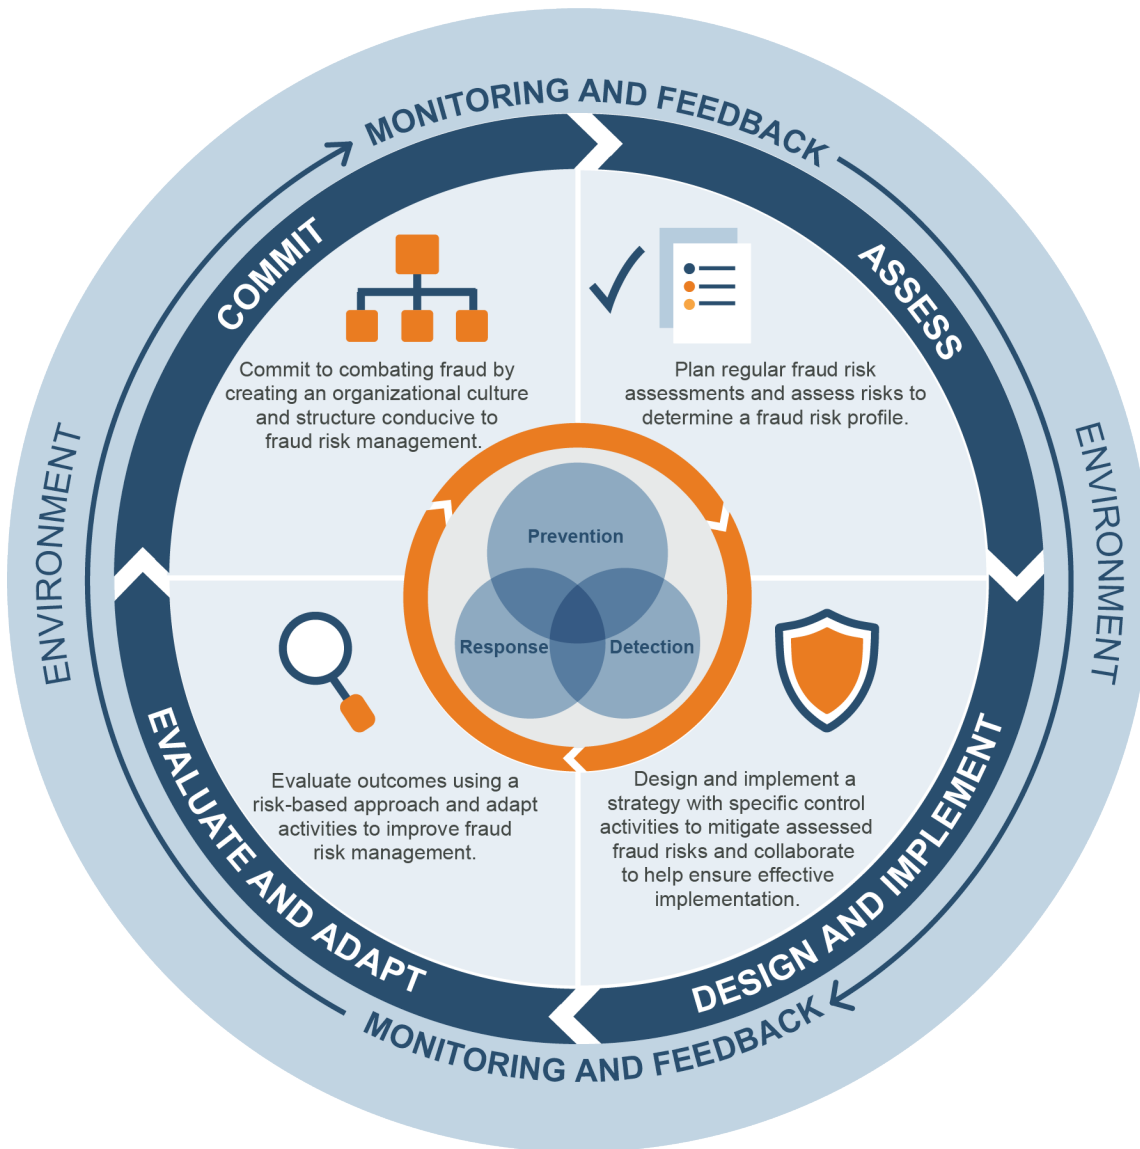 MONITORING AND FEEDBACK
COMMIT
ASSESS
Commit to combating fraud by
creating an organizational culture
and structure conducive to
fraud risk management.
Plan regular fraud risk
assessments and assess risks to
determine a fraud risk profile.
ENVIRONMENT
ENVIRONMENT
Prevention
Response
Detection
Evaluate outcomes using a
risk-based approach and adapt
activities to improve fraud
risk management.
Design and implement a
strategy with specific control
activities to mitigate assessed
fraud risks and collaborate
to help ensure effective
implementation.
EVALUATE AND ADAPT
DESIGN AND IMPLEMENT
MONITORING AND FEEDBACK